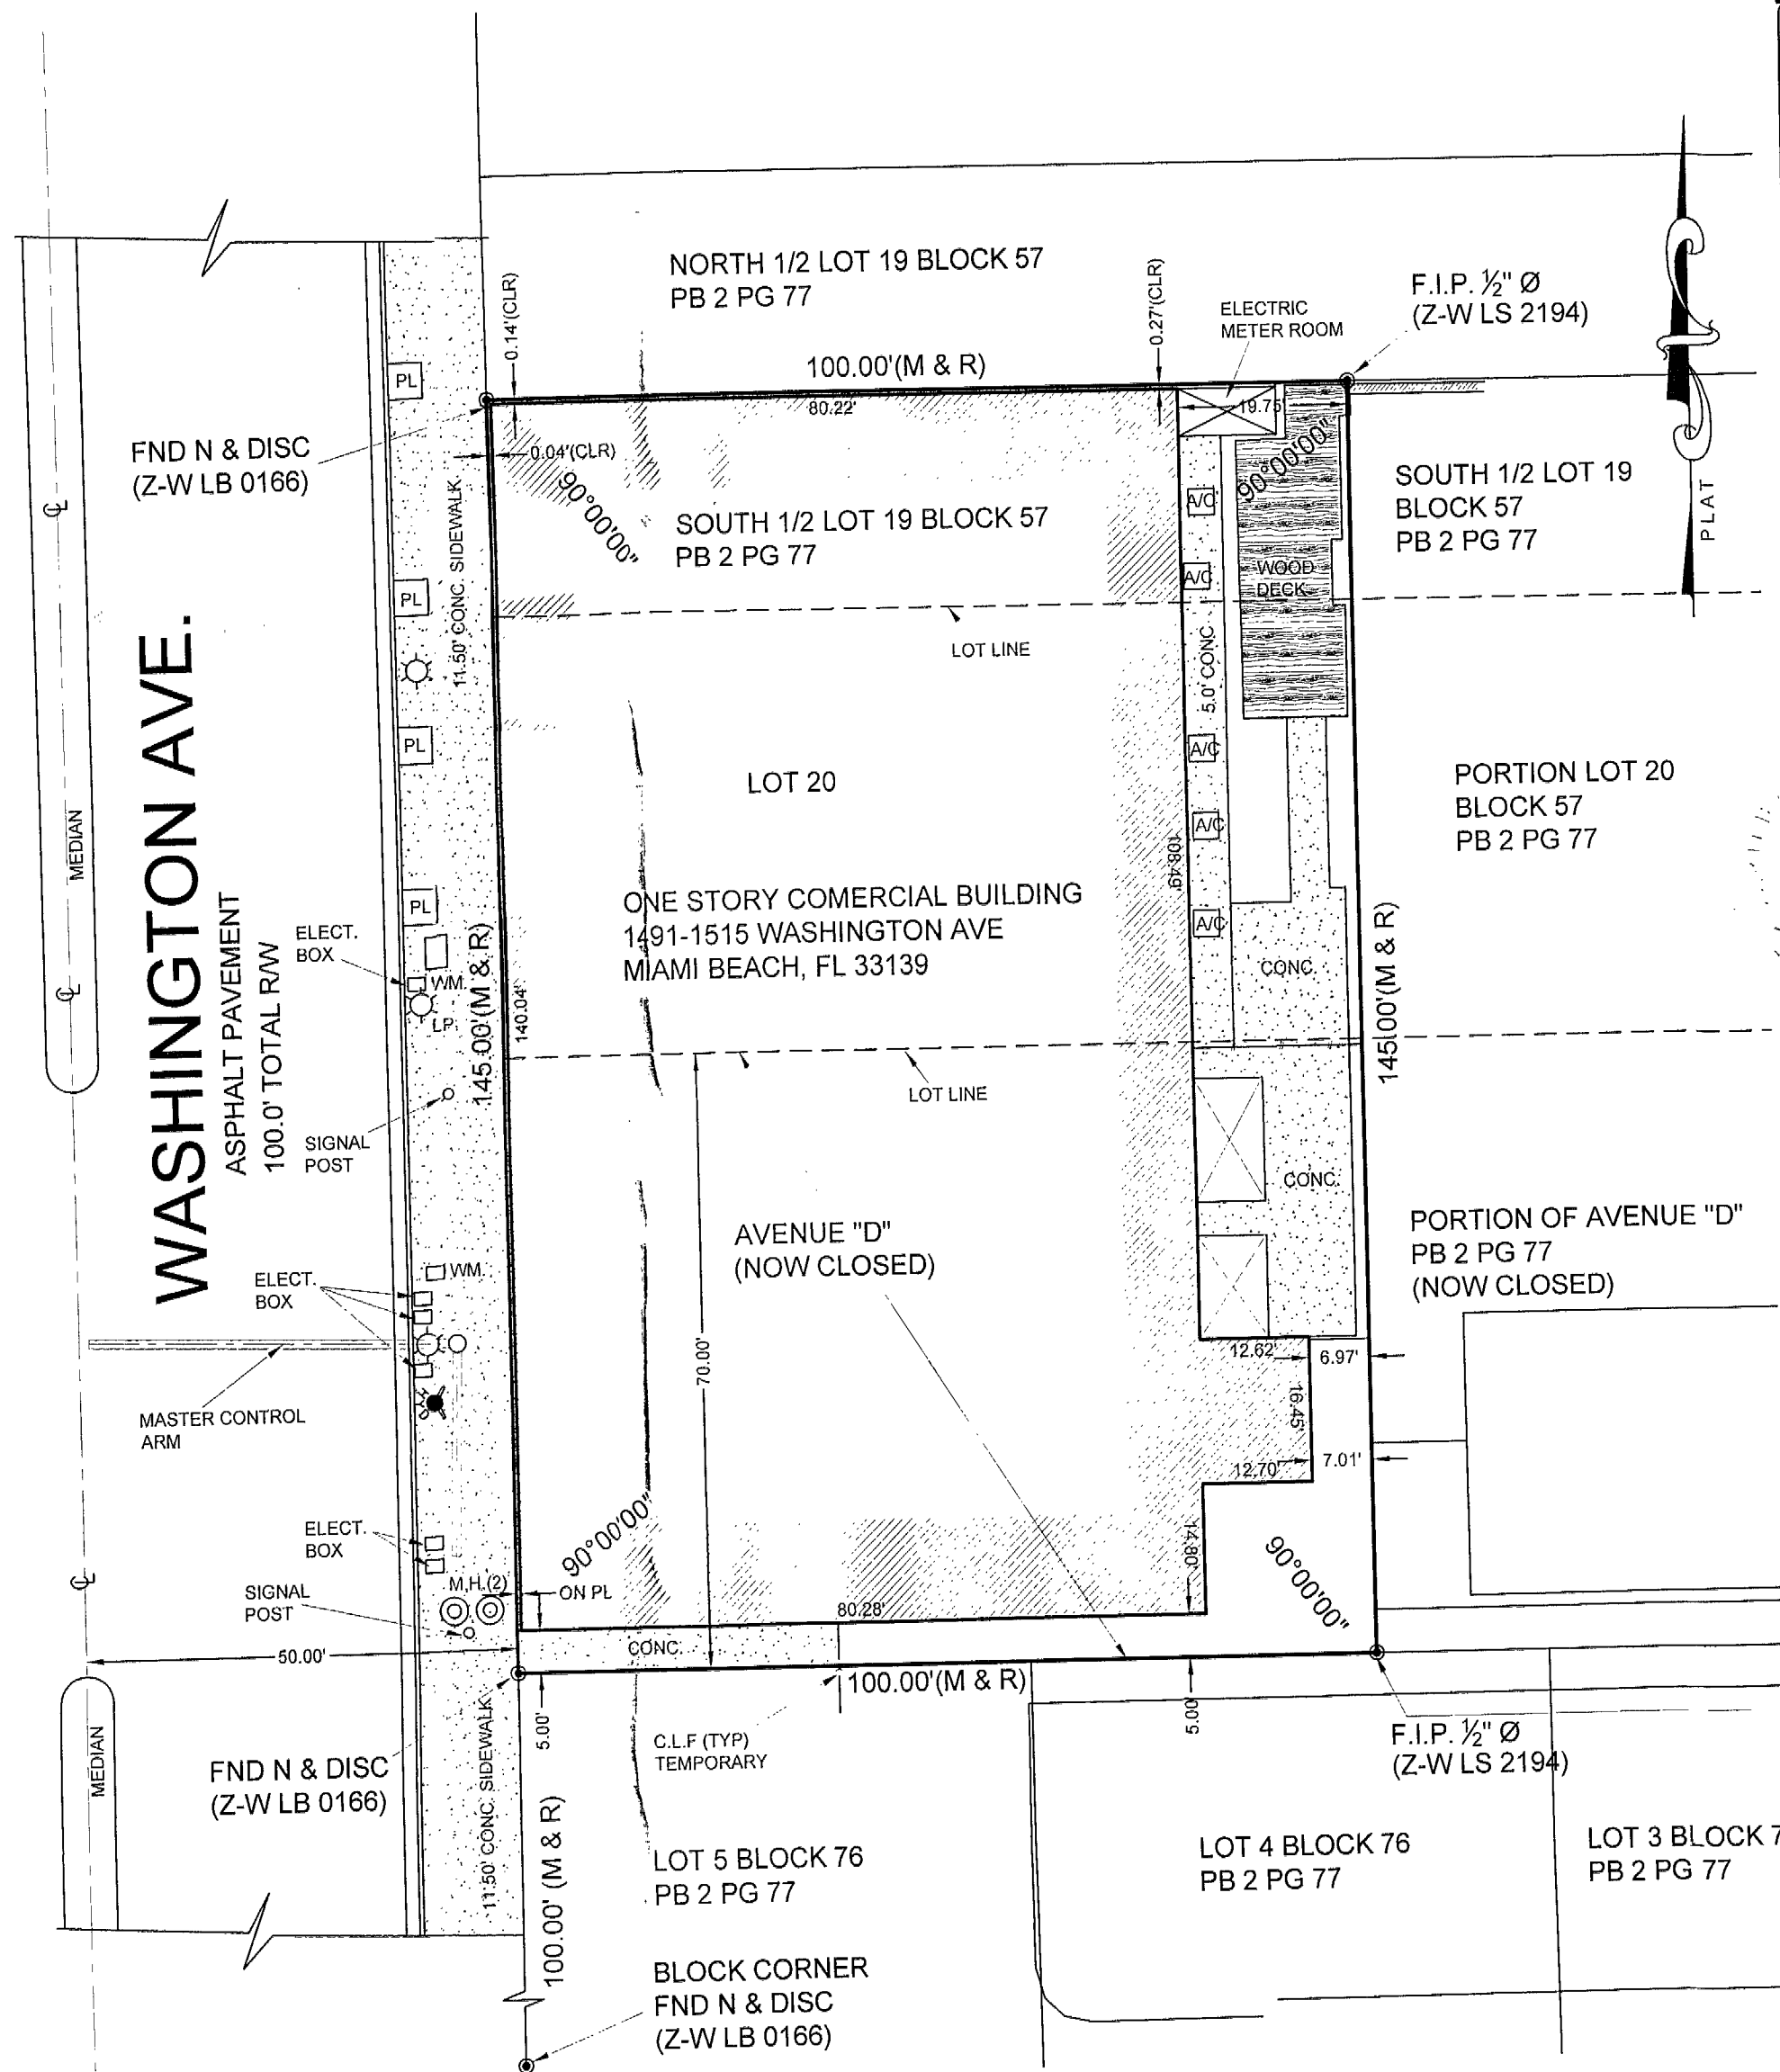 NORTH 1/2 LOT 19 BLOCK 57
PB 2 PG 77
0.14'(CLR)
0.27'(CLR)
ELECTRIC
METER ROOM
F.I.P. ½" Ø
(Z-W LS 2194)
100.00'(M & R)
PL
80.22'
19.75'
FND N & DISC
(Z-W LB 0166)
0.04'(CLR)
90°00'00"
90°00'00"
SOUTH 1/2 LOT 19
BLOCK 57
PB 2 PG 77
PLAT
11.50' CONC. SIDEWALK
SOUTH 1/2 LOT 19 BLOCK 57
PB 2 PG 77
A/C
A/C
WOOD
DECK
PL
LOT LINE
5.0' CONC
WASHINGTON AVE.
ASPHALT PAVEMENT
100.0' TOTAL R/W
PL
LOT 20
A/C
PORTION LOT 20
BLOCK 57
PB 2 PG 77
MEDIAN
A/C
108.49'
PL
ONE STORY COMERCIAL BUILDING
1491-1515 WASHINGTON AVE
MIAMI BEACH, FL 33139
A/C
ELECT.
BOX
WM
LP
145.00'(M & R)
140.04'
CONC.
145.00'(M & R)
LOT LINE
SIGNAL
POST
CONC.
AVENUE "D"
(NOW CLOSED)
PORTION OF AVENUE "D"
PB 2 PG 77
(NOW CLOSED)
WM
ELECT.
BOX
70.00'
12.62'
6.97'
16.45'
HYD
MASTER CONTROL
ARM
12.70'
7.01'
90°00'00"
14.80'
90°00'00"
ELECT.
BOX
M.H.(2)
ON PL
SIGNAL
POST
80.28'
CONC.
50.00'
100.00'(M & R)
5.00'
5.00'
C.L.F (TYP)
TEMPORARY
F.I.P. ½" Ø
(Z-W LS 2194)
MEDIAN
FND N & DISC
(Z-W LB 0166)
11.50' CONC. SIDEWALK
100.00' (M & R)
LOT 5 BLOCK 76
PB 2 PG 77
LOT 4 BLOCK 76
PB 2 PG 77
LOT 3 BLOCK 7
PB 2 PG 77
BLOCK CORNER
FND N & DISC
(Z-W LB 0166)